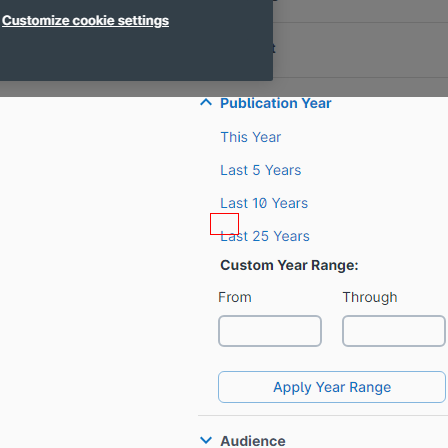 Customize cookie settings
Publication Year
This Year
Last 5 Years
Last 10 Years
Last 25 Years
Custom Year Range:
From Through
Apply Year Range
Audience